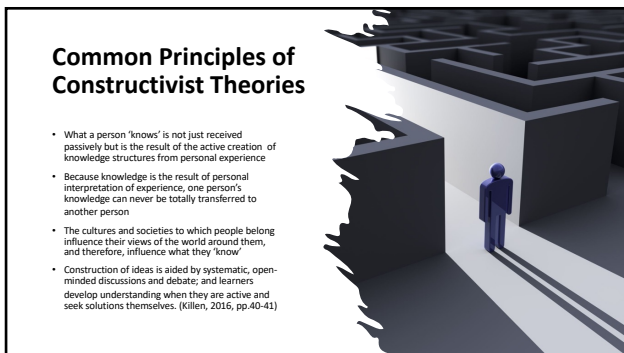 Common Principles of
Constructivist Theories
• What a person ‘knows’ is not just received
passively but is the result of the active creation of
knowledge structures from personal experience
• Because knowledge is the result of personal
interpretation of experience, one person’s
knowledge can never be totally transferred to
another person
• The cultures and societies to which people belong
influence their views of the world around them,
and therefore, influence what they ‘know’
• Construction of ideas is aided by systematic, open-
minded discussions and debate; and learners
develop understanding when they are active and
seek solutions themselves. (Killen, 2016, pp.40-41)